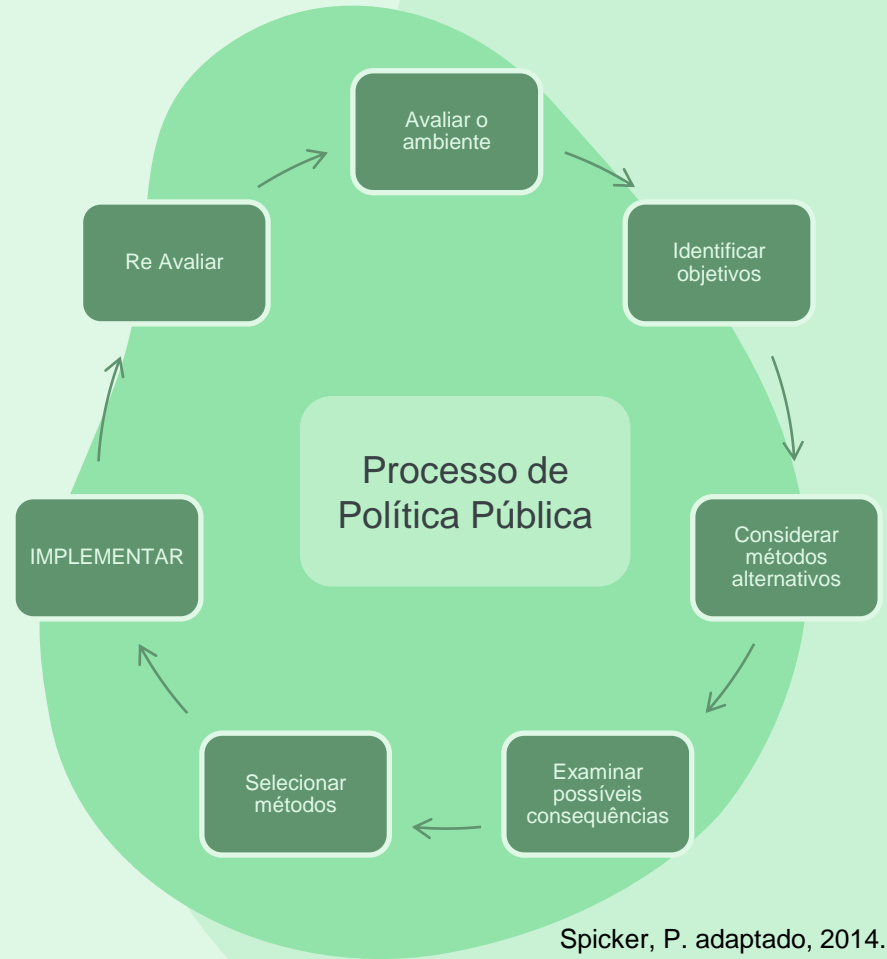 Avaliar o
ambiente
Identificar
objetivos
Considerar
métodos
alternativos
Examinar
possíveis
consequências
Selecionar
métodos
IMPLEMENTAR
Re Avaliar
Processo de
Política Pública
Spicker, P. adaptado, 2014.